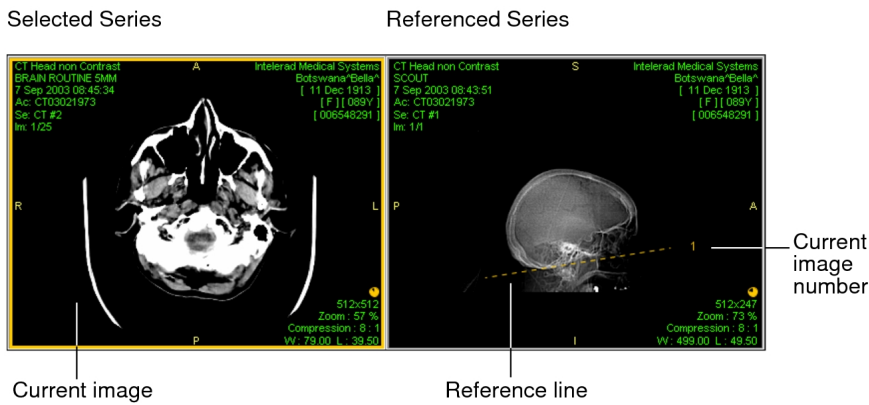 Selected Series
Referenced Series
CT Head non Contrast
BRAIN ROUTINE 5MM
7 Sep 2003 08:45:34
Ac: CT03021973
Se: CT #2
Im: 1/25
A
Intelerad Medical Systems
Botswana^Bella^
[ 11 Dec 1913 ]
[ F ] [ 089Y ]
[ 006548291 ]
R
L
512x512
Zoom : 57 %
Compression : 8 : 1
W : 79.00 L : 39.50
P
CT Head non Contrast
SCOUT
7 Sep 2003 08:43:51
Ac: CT03021973
Se: CT #1
Im: 1/1
S
Intelerad Medical Systems
Botswana^Bella^
[ 11 Dec 1913 ]
[ F ] [ 089Y ]
[ 006548291 ]
P
A
1
512x247
Zoom : 73 %
Compression : 8 : 1
W : 499.00 L : 49.50
I
Current
image
number
Current image
Reference line